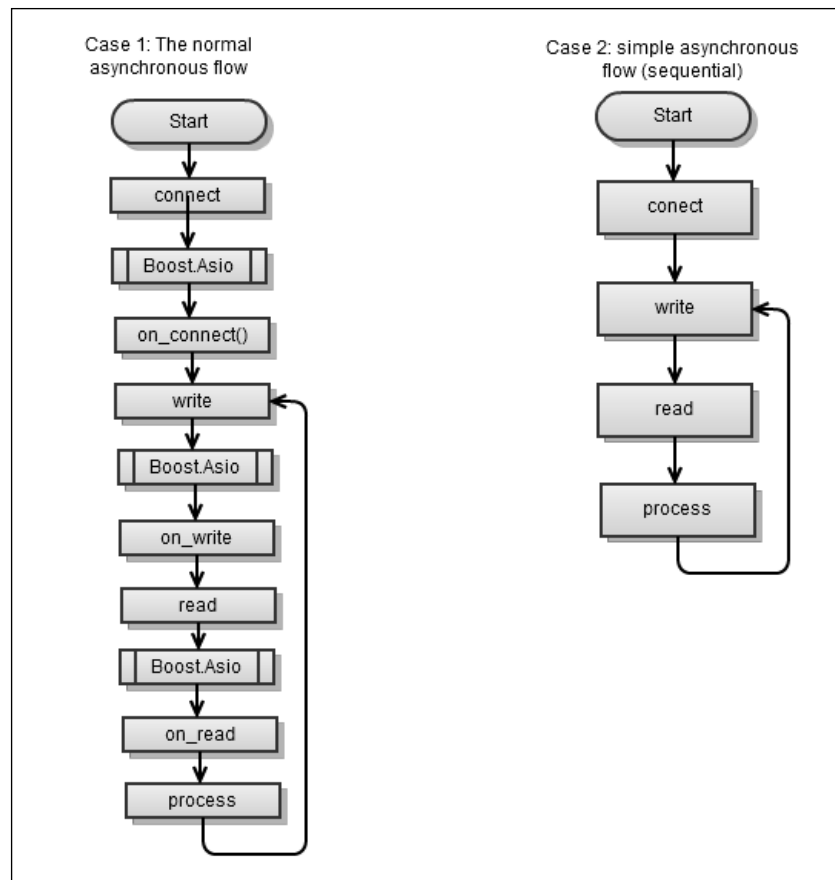 Case 1: The normal
asynchronous flow
Start
connect
Boost.Asio
on_connect()
write
Boost.Asio
on_write
read
Boost.Asio
on_read
process
Case 2: simple asynchronous
flow (sequential)
Start
conect
write
read
process